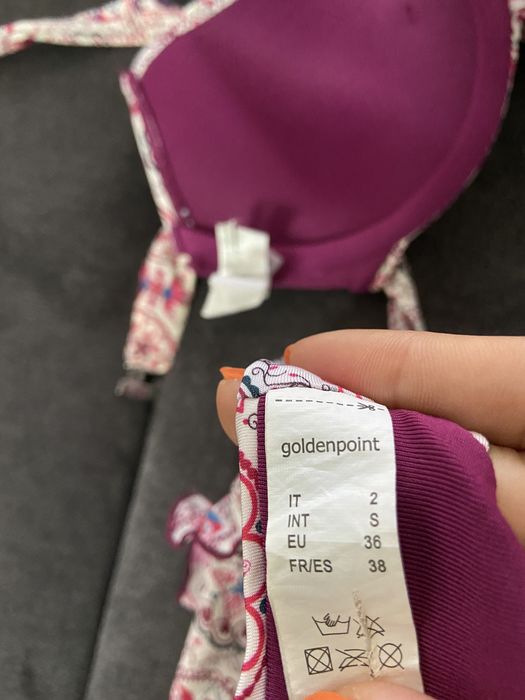 goldenpoint
IT 2
INT S
EU 36
FR/ES 38